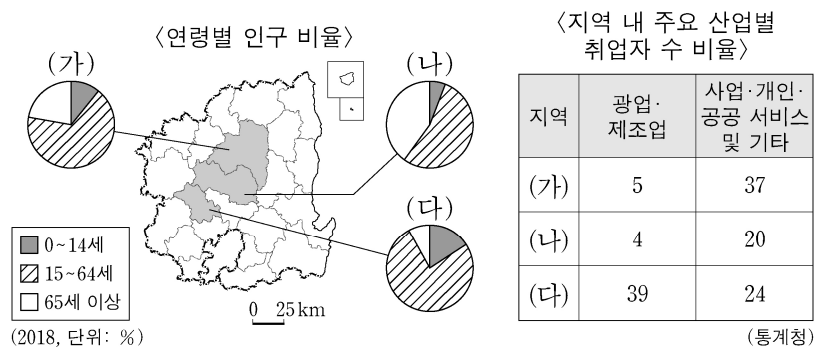 〈연령별 인구 비율〉
(가)
(나)
(다)
0~14세
15~64세
65세 이상
0 25km
(2018, 단위: %)
〈지역 내 주요 산업별
취업자 수 비율〉
지역
광업·
제조업
사업·개인·
공공 서비스
및 기타
(가) 5 37
(나) 4 20
(다) 39 24
(통계청)